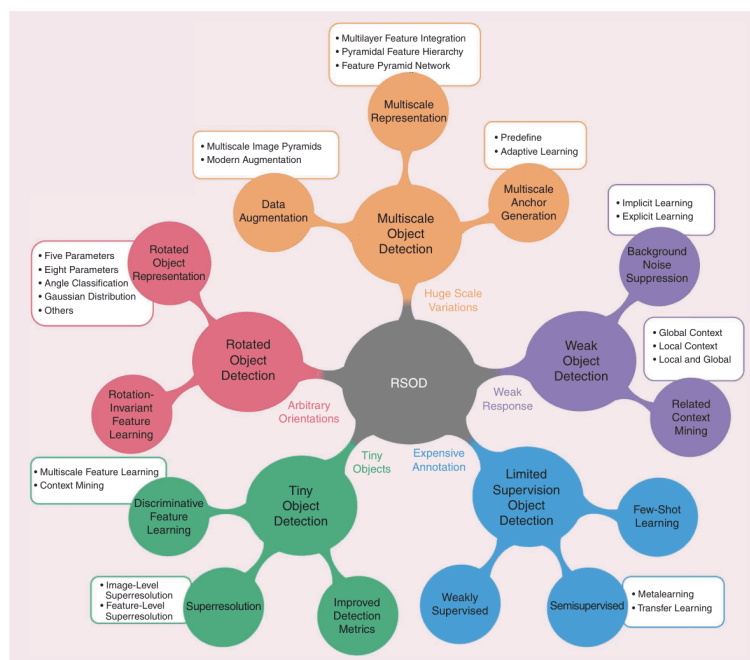 • Multilayer Feature Integration
• Pyramidal Feature Hierarchy
• Feature Pyramid Network
Multiscale
Representation
• Multiscale Image Pyramids
• Modern Augmentation
Data
Augmentation
• Predefine
• Adaptive Learning
Multiscale
Anchor
Generation
Multiscale
Object
Detection
Huge Scale
Variations
• Five Parameters
• Eight Parameters
• Angle Classification
• Gaussian Distribution
• Others
Rotated
Object
Representation
Rotated
Object
Detection
Rotation-
Invariant
Feature
Learning
Arbitrary
Orientations
RSOD
• Implicit Learning
• Explicit Learning
Background
Noise
Suppression
Weak
Object
Detection
Weak
Response
• Global Context
• Local Context
• Local and Global
Related
Context
Mining
Tiny
Objects
Tiny
Object
Detection
• Multiscale Feature Learning
• Context Mining
Discriminative
Feature
Learning
• Image-Level
Superresolution
• Feature-Level
Superresolution
Superresolution
Improved
Detection
Metrics
Expensive
Annotation
Limited
Supervision
Object
Detection
Few-Shot
Learning
Weakly
Supervised
Semisupervised
• Metalearning
• Transfer Learning